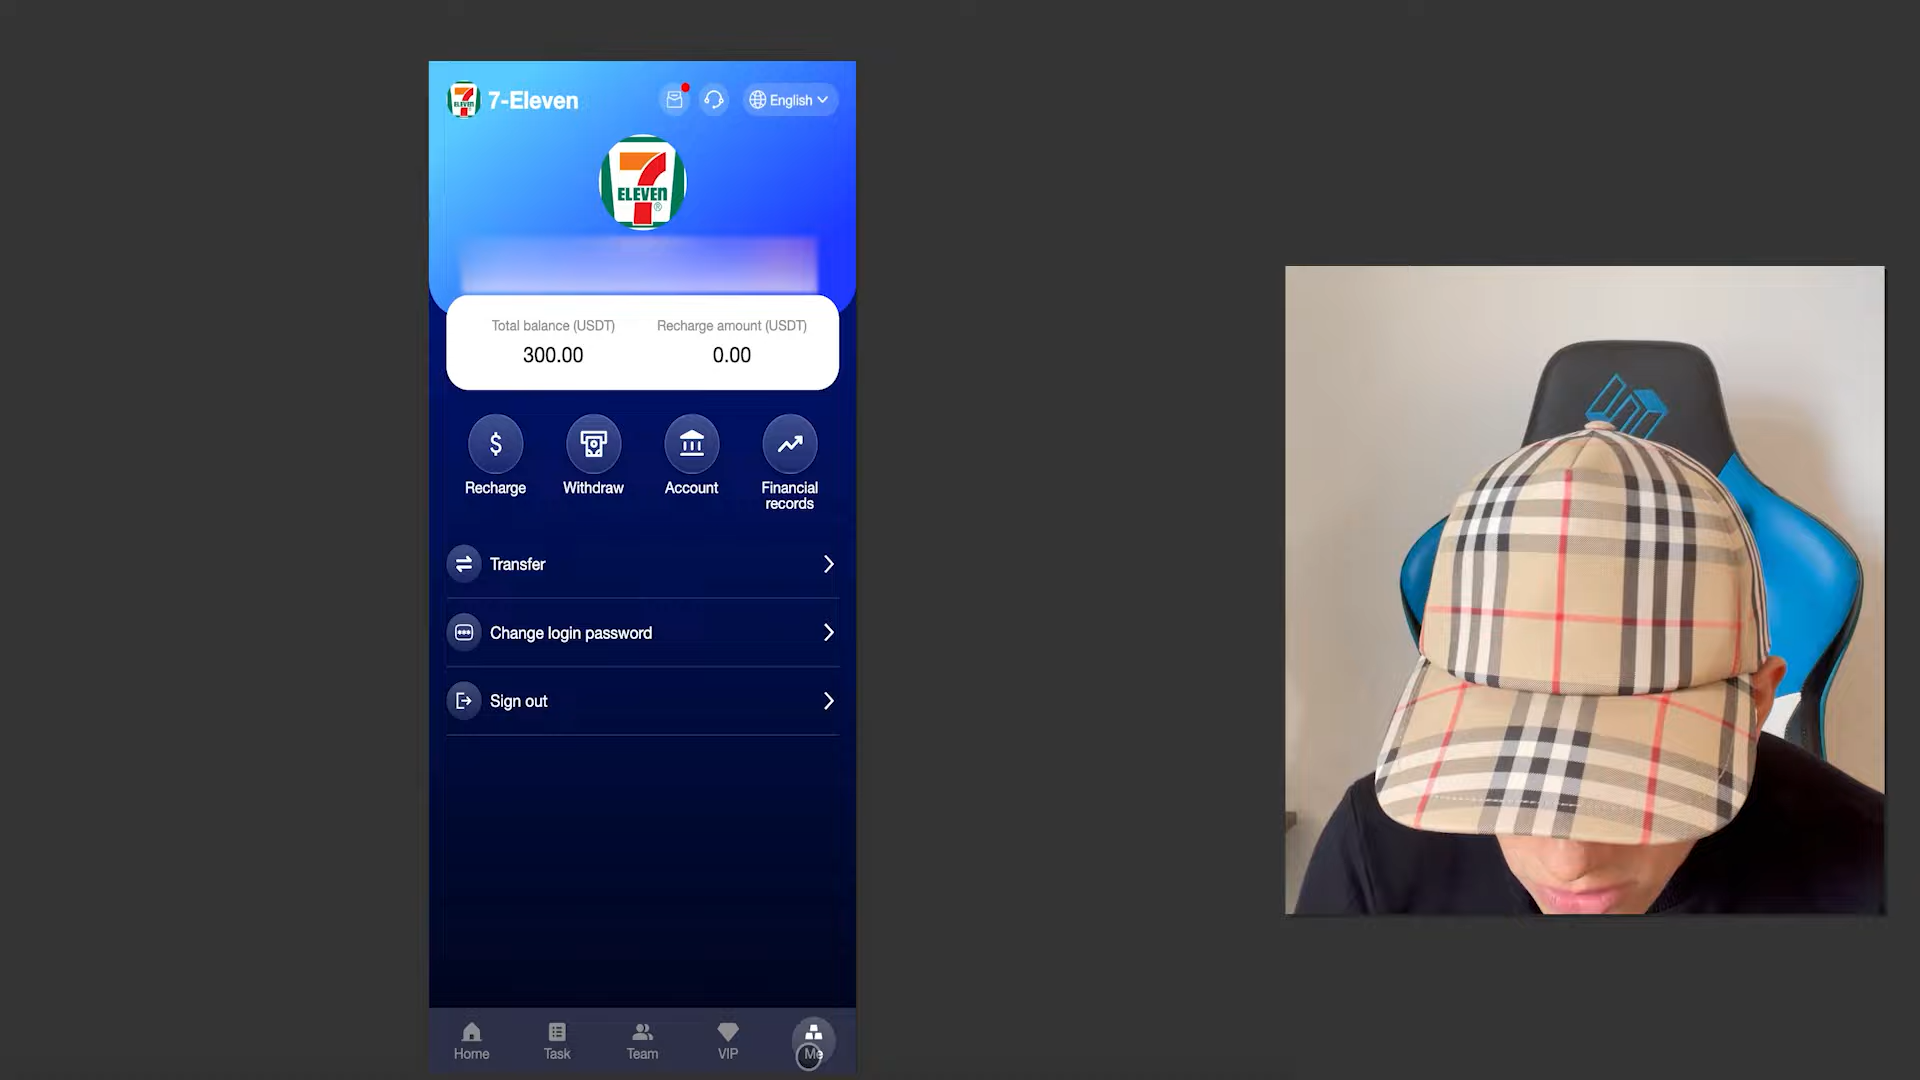 7-Eleven
English
ELEVEN
Total balance (USDT)
Recharge amount (USDT)
300.00
0.00
Recharge
Withdraw
Account
Financial
records
Transfer
Change login password
Sign out
Home
Task
Team
VIP
Me